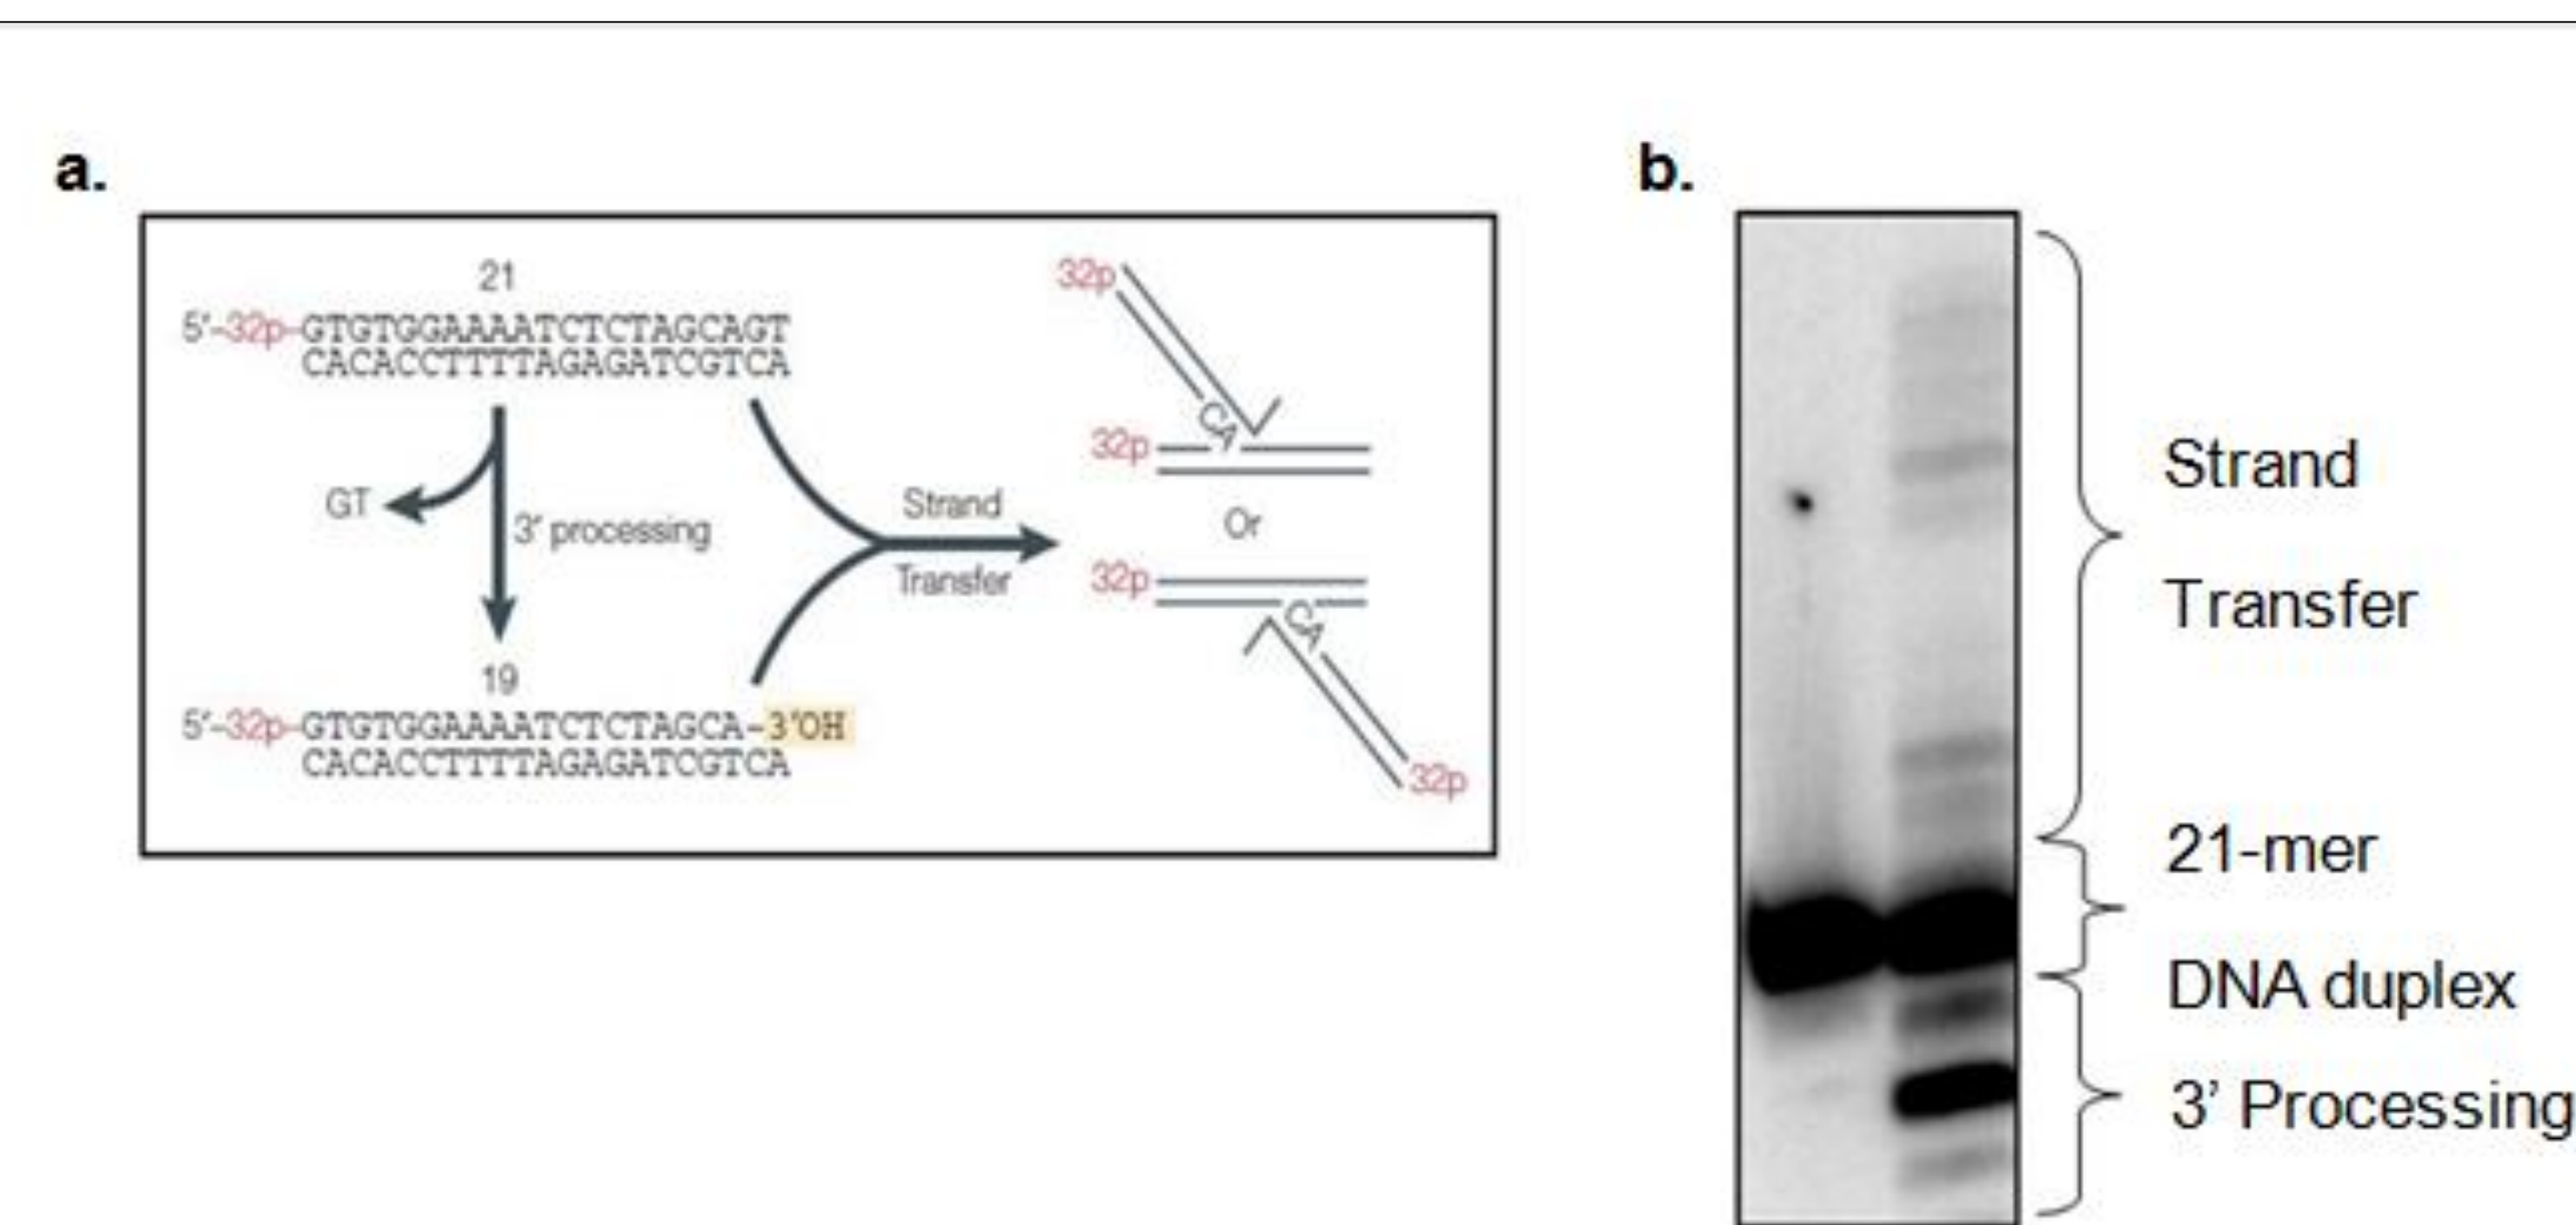 a.
21
5'-32p-GTGTGGAAAATCTCTAGCAGT
CACACCTTTTAGAGATCGTCA
GT
3' processing
19
5'-32p-GTGTGGAAAATCTCTAGCA-3'OH
CACACCTTTTAGAGATCGTCA
Strand
Transfer
32p
CA
32p
Or
32p
CA
32p
b.
Strand
Transfer
21-mer
DNA duplex
3’ Processing